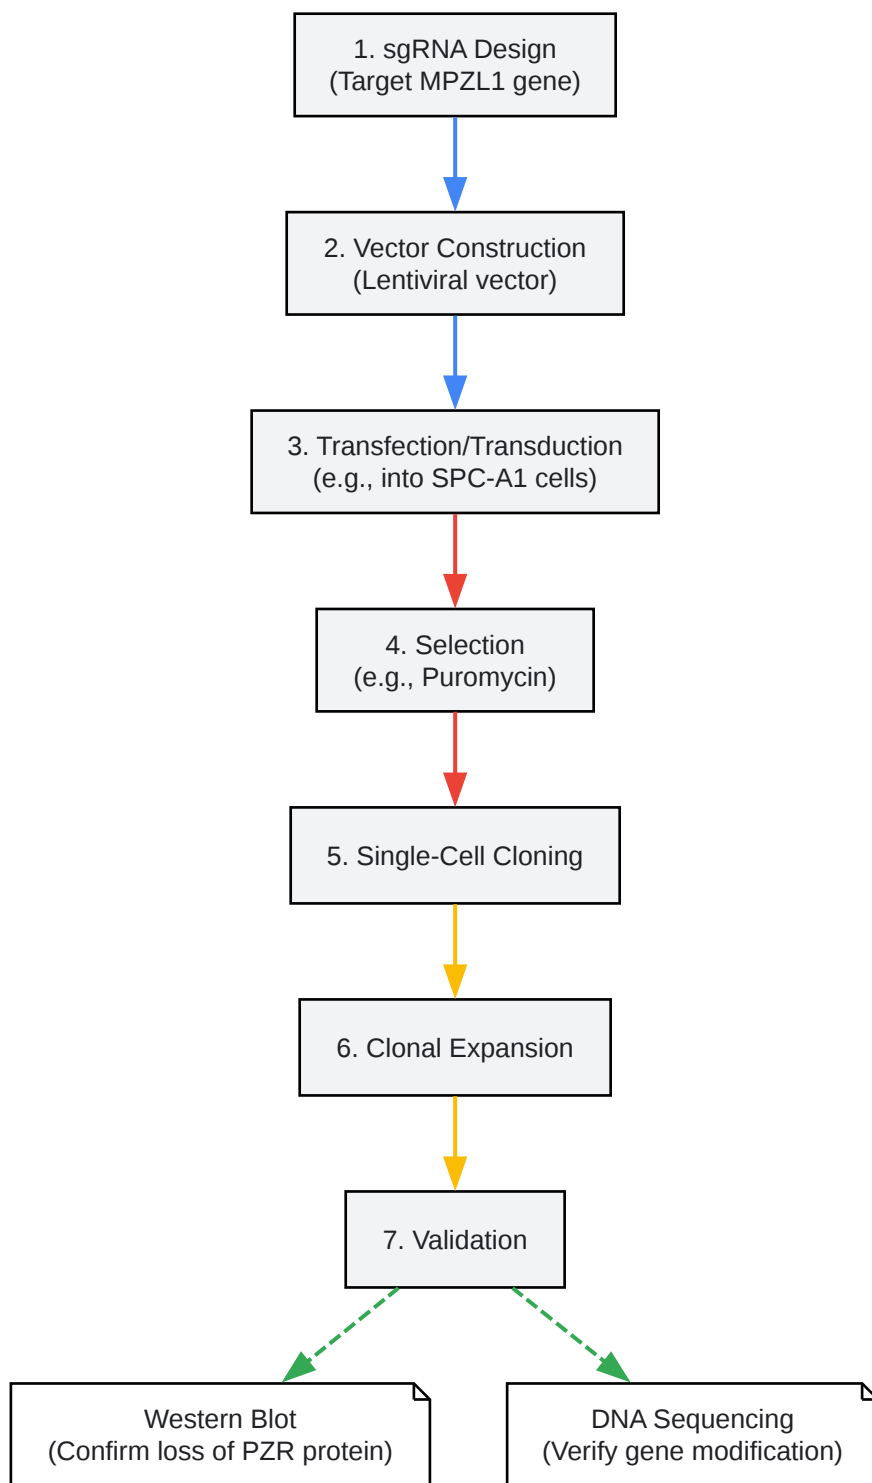 1. sgRNA Design
(Target MPZL1 gene)
2. Vector Construction
(Lentiviral vector)
3. Transfection/Transduction
(e.g., into SPC-A1 cells)
4. Selection
(e.g., Puromycin)
5. Single-Cell Cloning
6. Clonal Expansion
7. Validation
Western Blot
(Confirm loss of PZR protein)
DNA Sequencing
(Verify gene modification)